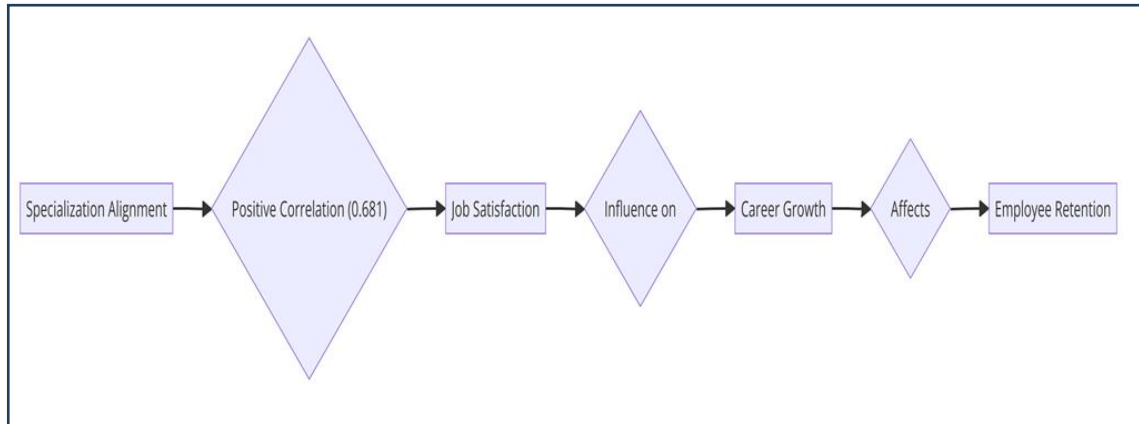 Specialization Alignment
Positive Correlation (0.681)
Job Satisfaction
Influence on
Career Growth
Affects
Employee Retention